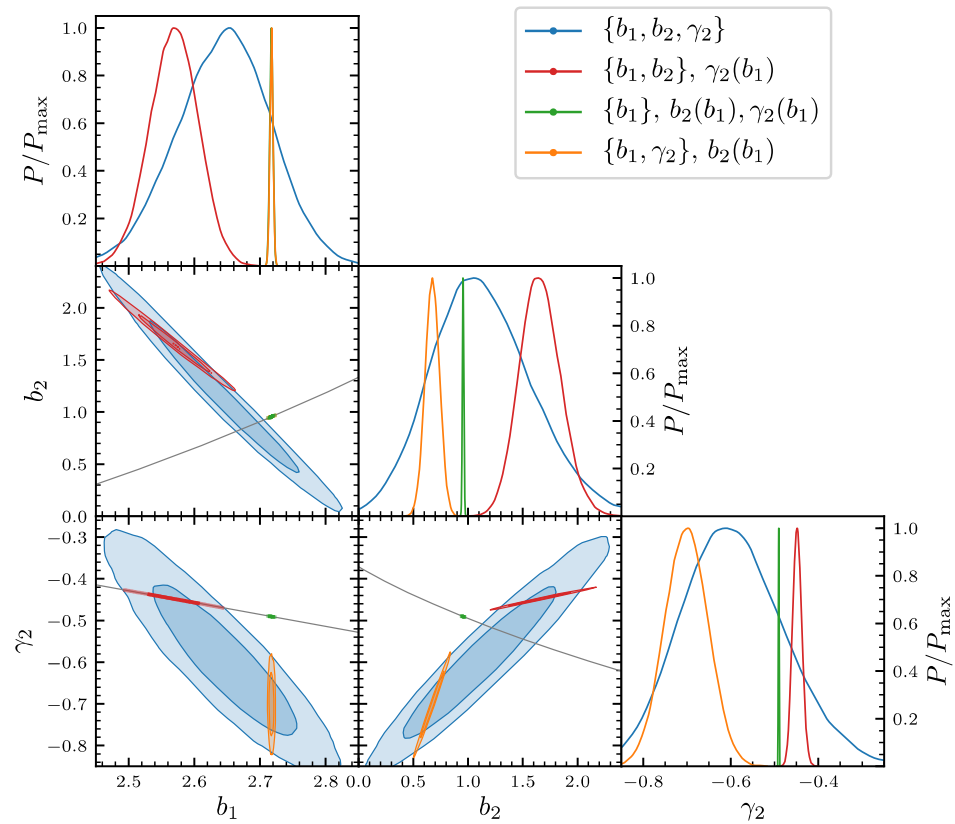 P/P_max
1.0
0.8
0.6
0.4
0.2
{b₁, b₂, γ₂}
{b₁, b₂}, γ₂(b₁)
{b₁}, b₂(b₁), γ₂(b₁)
{b₁, γ₂}, b₂(b₁)
b₂
2.0
1.5
1.0
0.5
0.0
1.0
0.8
0.6
0.4
0.2
P/P_max
γ₂
−0.3
−0.4
−0.5
−0.6
−0.7
−0.8
1.0
0.8
0.6
0.4
0.2
P/P_max
2.5 2.6 2.7 2.8
0.0 0.5 1.0 1.5 2.0
−0.8 −0.6 −0.4
b₁ b₂ γ₂